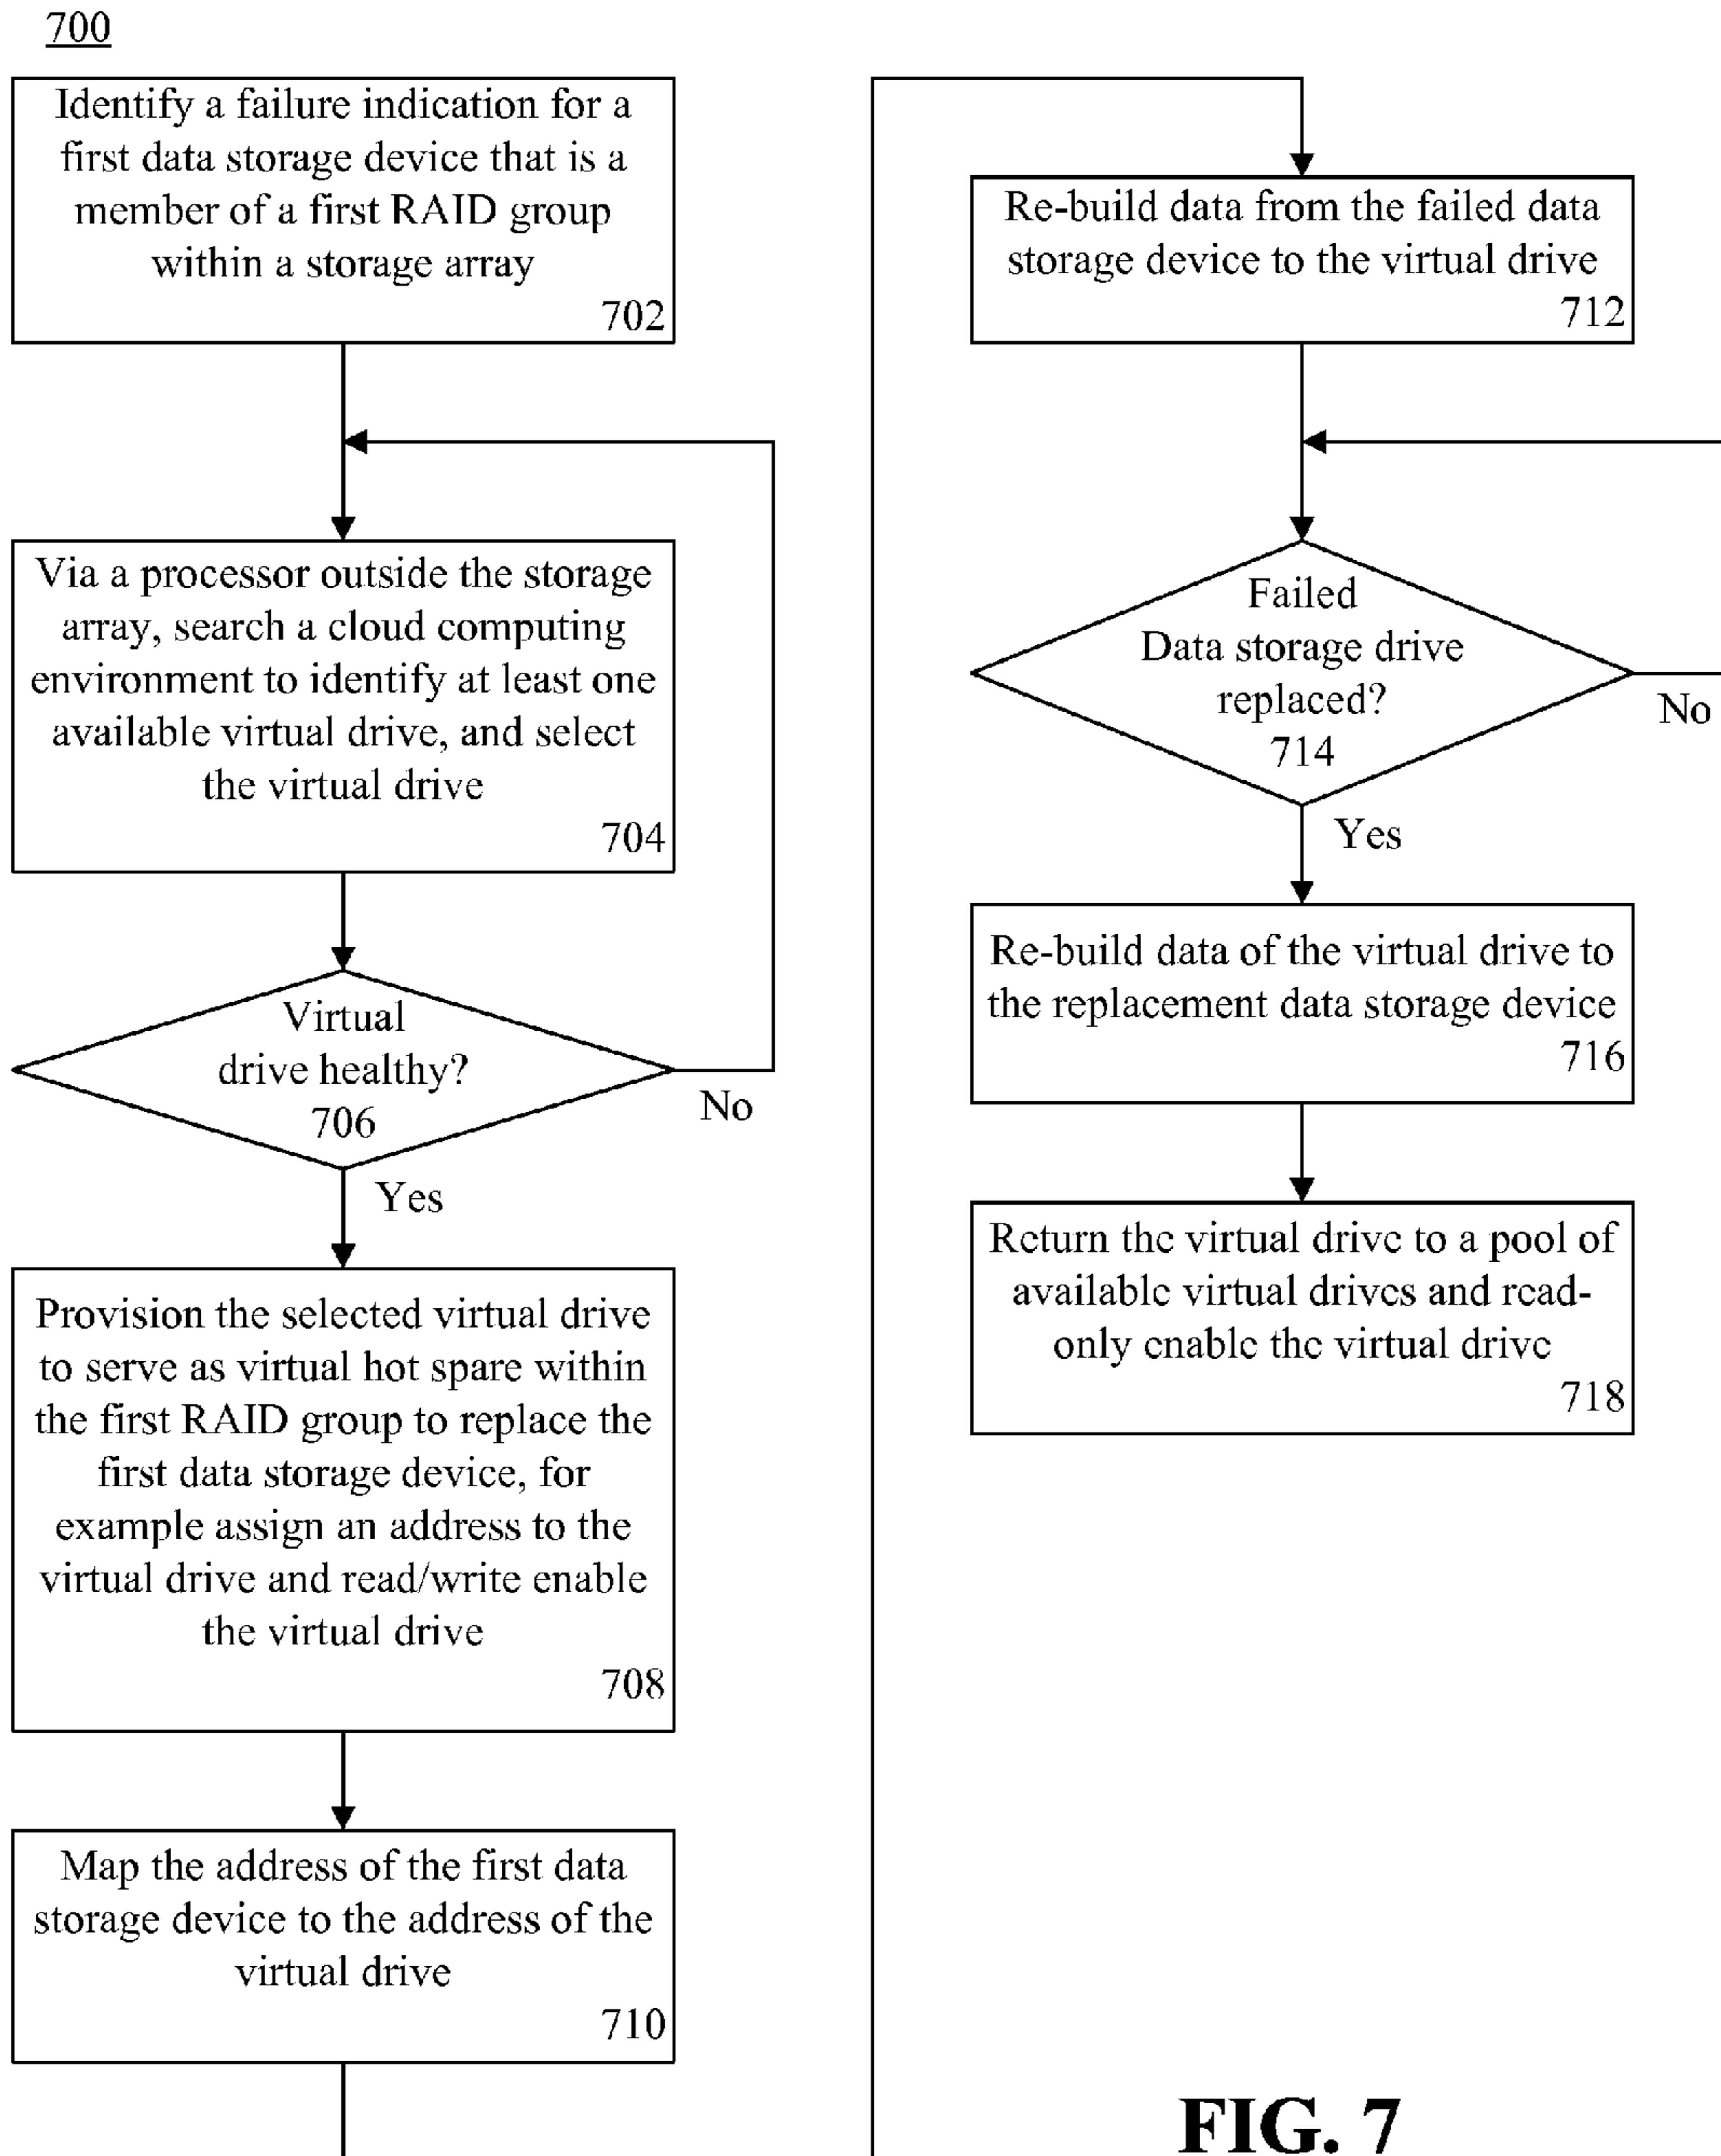 700
Identify a failure indication for a
first data storage device that is a
member of a first RAID group
within a storage array
702
Via a processor outside the storage
array, search a cloud computing
environment to identify at least one
available virtual drive, and select
the virtual drive
704
Virtual
drive healthy?
706
No
Yes
Provision the selected virtual drive
to serve as virtual hot spare within
the first RAID group to replace the
first data storage device, for
example assign an address to the
virtual drive and read/write enable
the virtual drive
708
Map the address of the first data
storage device to the address of the
virtual drive
710
Re-build data from the failed data
storage device to the virtual drive
712
Failed
Data storage drive
replaced?
714
No
Yes
Re-build data of the virtual drive to
the replacement data storage device
716
Return the virtual drive to a pool of
available virtual drives and read-
only enable the virtual drive
718
FIG. 7